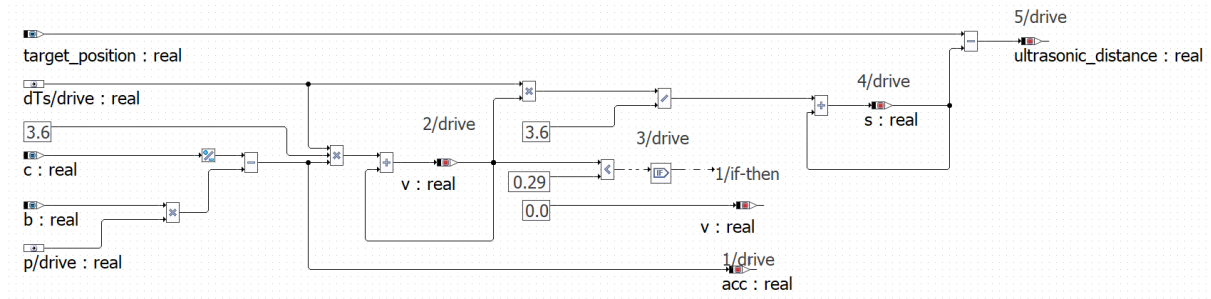 5/drive
target_position : real
ultrasonic_distance : real
dTs/drive : real
4/drive
s : real
3.6
2/drive
3.6
3/drive
c : real
v : real
0.29
IF
1/if-then
b : real
0.0
v : real
p/drive : real
1/drive
acc : real